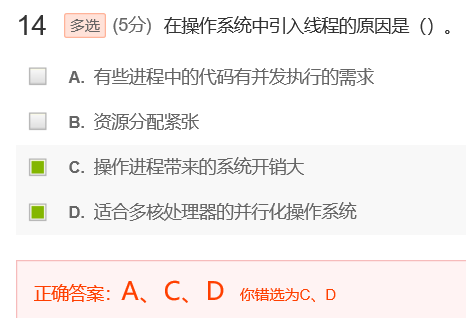 14 多选 (5分) 在操作系统中引入线程的原因是（）。
A. 有些进程中的代码有并发执行的需求
B. 资源分配紧张
C. 操作进程带来的系统开销大
D. 适合多核处理器的并行化操作系统
正确答案：A、C、D 你错选为C、D